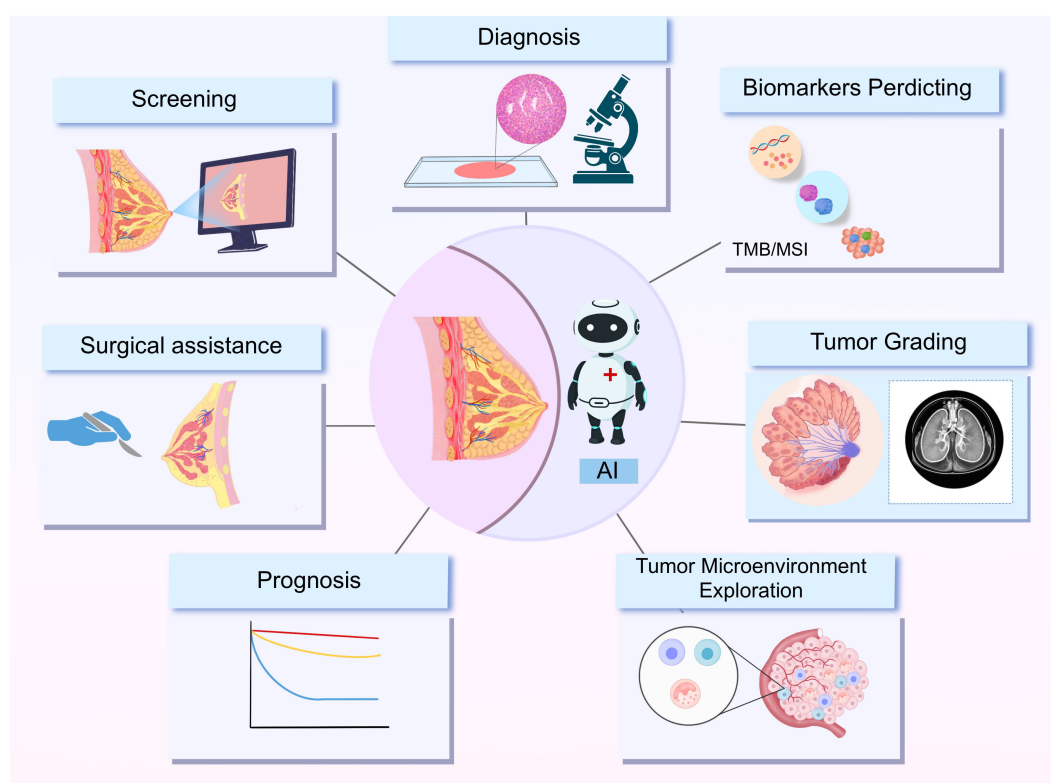 Diagnosis
Screening
Biomarkers Perdicting
TMB/MSI
Surgical assistance
Tumor Grading
AI
Prognosis
Tumor Microenvironment
Exploration